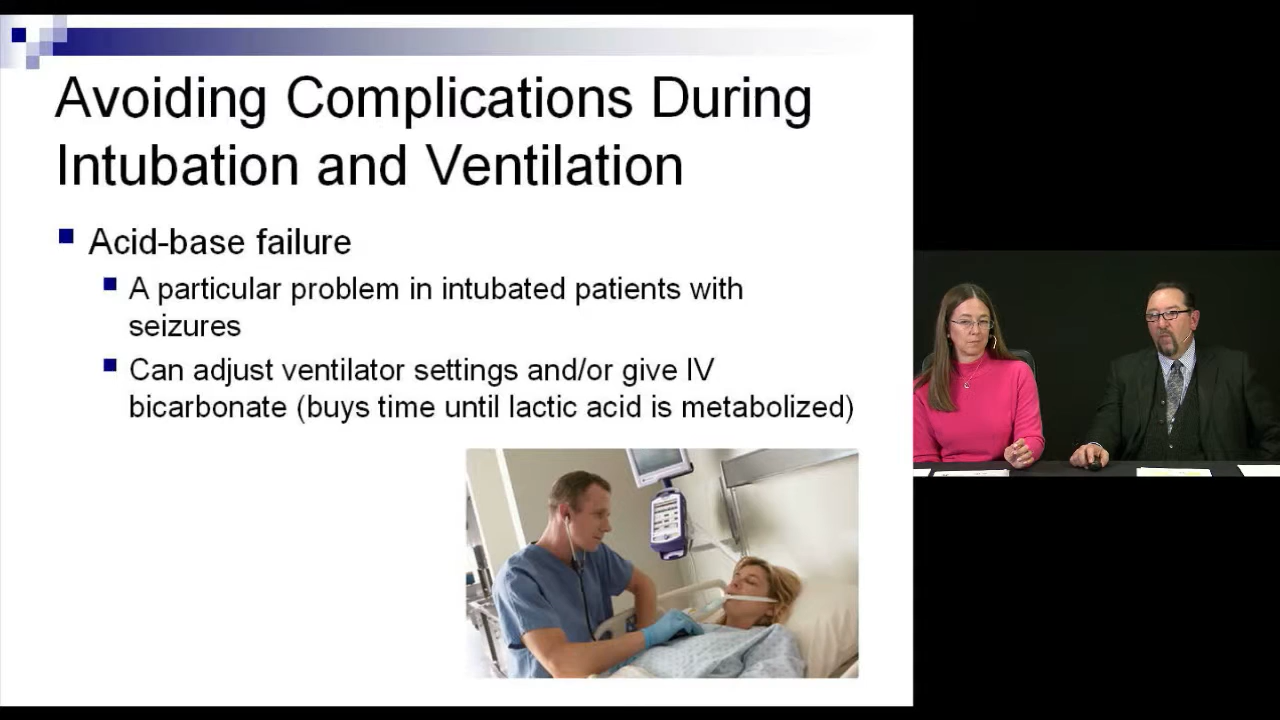 Avoiding Complications During
Intubation and Ventilation
Acid-base failure
A particular problem in intubated patients with
seizures
Can adjust ventilator settings and/or give IV
bicarbonate (buys time until lactic acid is metabolized)